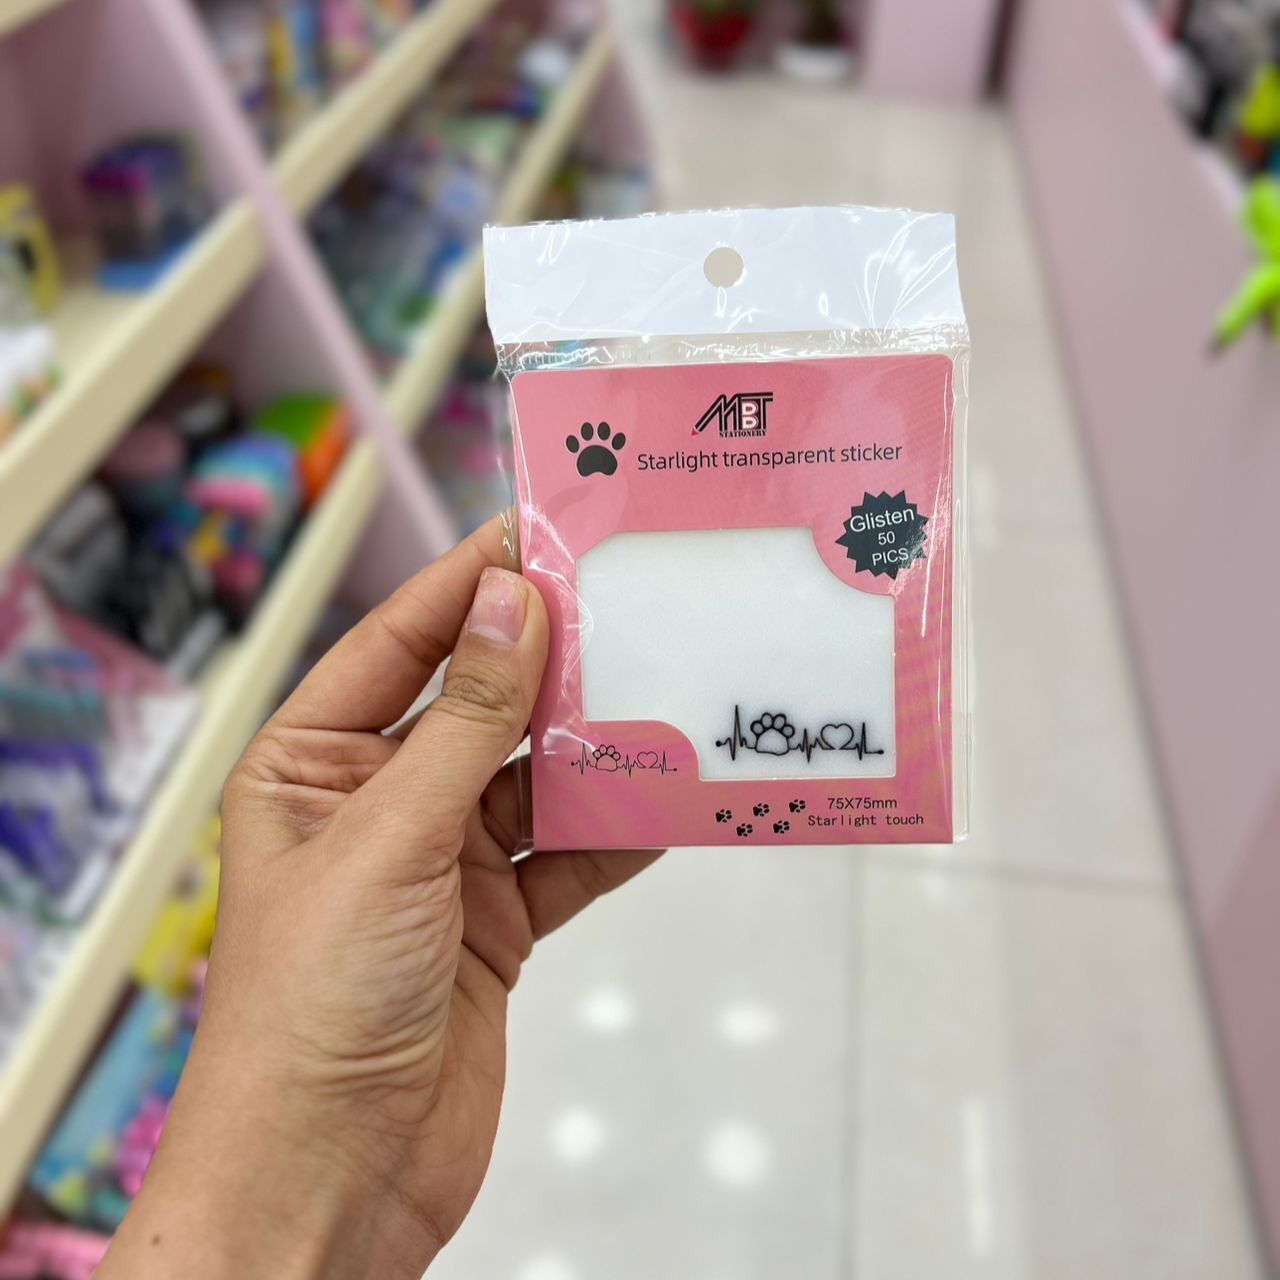 MBT
STATIONERY
Starlight transparent sticker
Glisten
50
PICS
75X75mm
Starlight touch